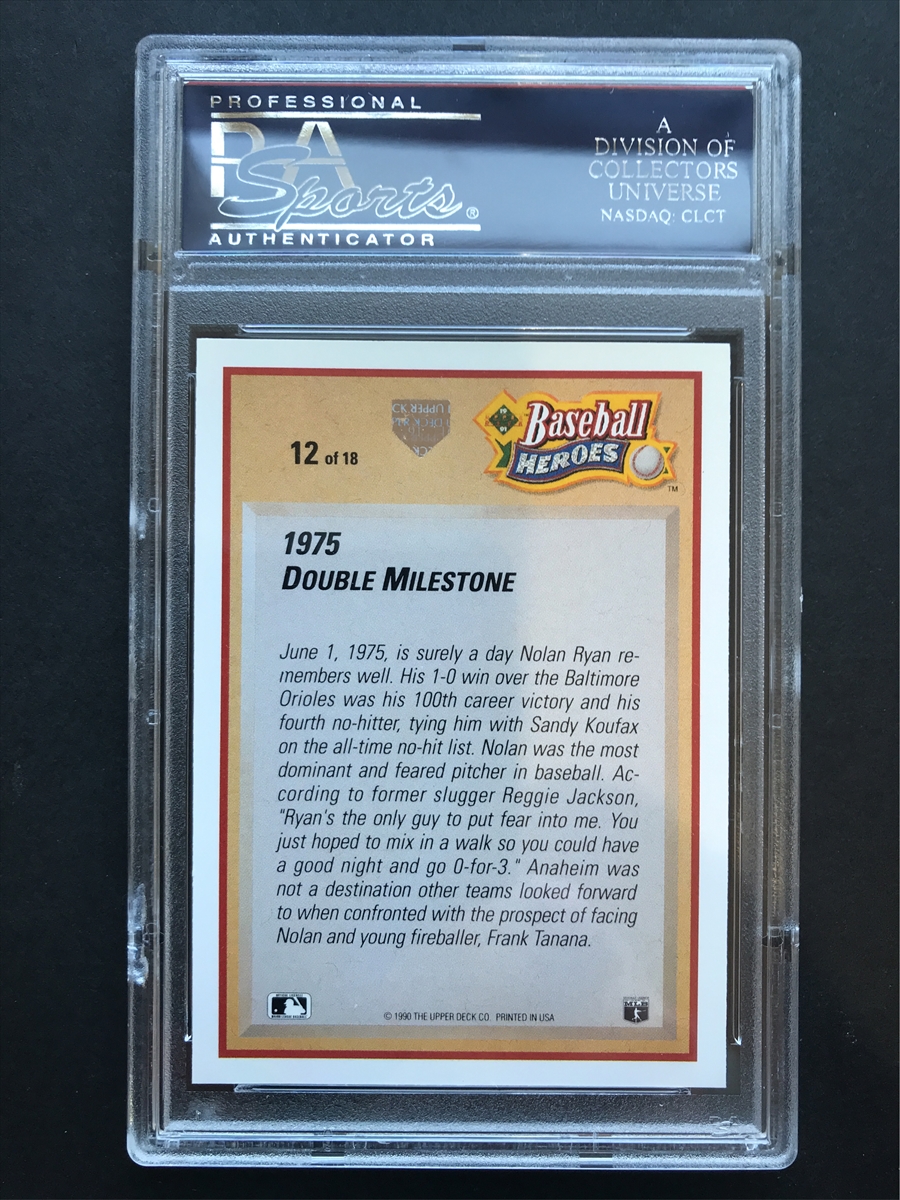 PROFESSIONAL
PSA
Sports®
AUTHENTICATOR
A
DIVISION OF
COLLECTORS
UNIVERSE
NASDAQ: CLCT
12 of 18
UPPER
DECK
Baseball
HEROES
TM
1975
DOUBLE MILESTONE
June 1, 1975, is surely a day Nolan Ryan re-
members well. His 1-0 win over the Baltimore
Orioles was his 100th career victory and his
fourth no-hitter, tying him with Sandy Koufax
on the all-time no-hit list. Nolan was the most
dominant and feared pitcher in baseball. Ac-
cording to former slugger Reggie Jackson,
"Ryan's the only guy to put fear into me. You
just hoped to mix in a walk so you could have
a good night and go 0-for-3." Anaheim was
not a destination other teams looked forward
to when confronted with the prospect of facing
Nolan and young fireballer, Frank Tanana.
© 1990 THE UPPER DECK CO. PRINTED IN USA